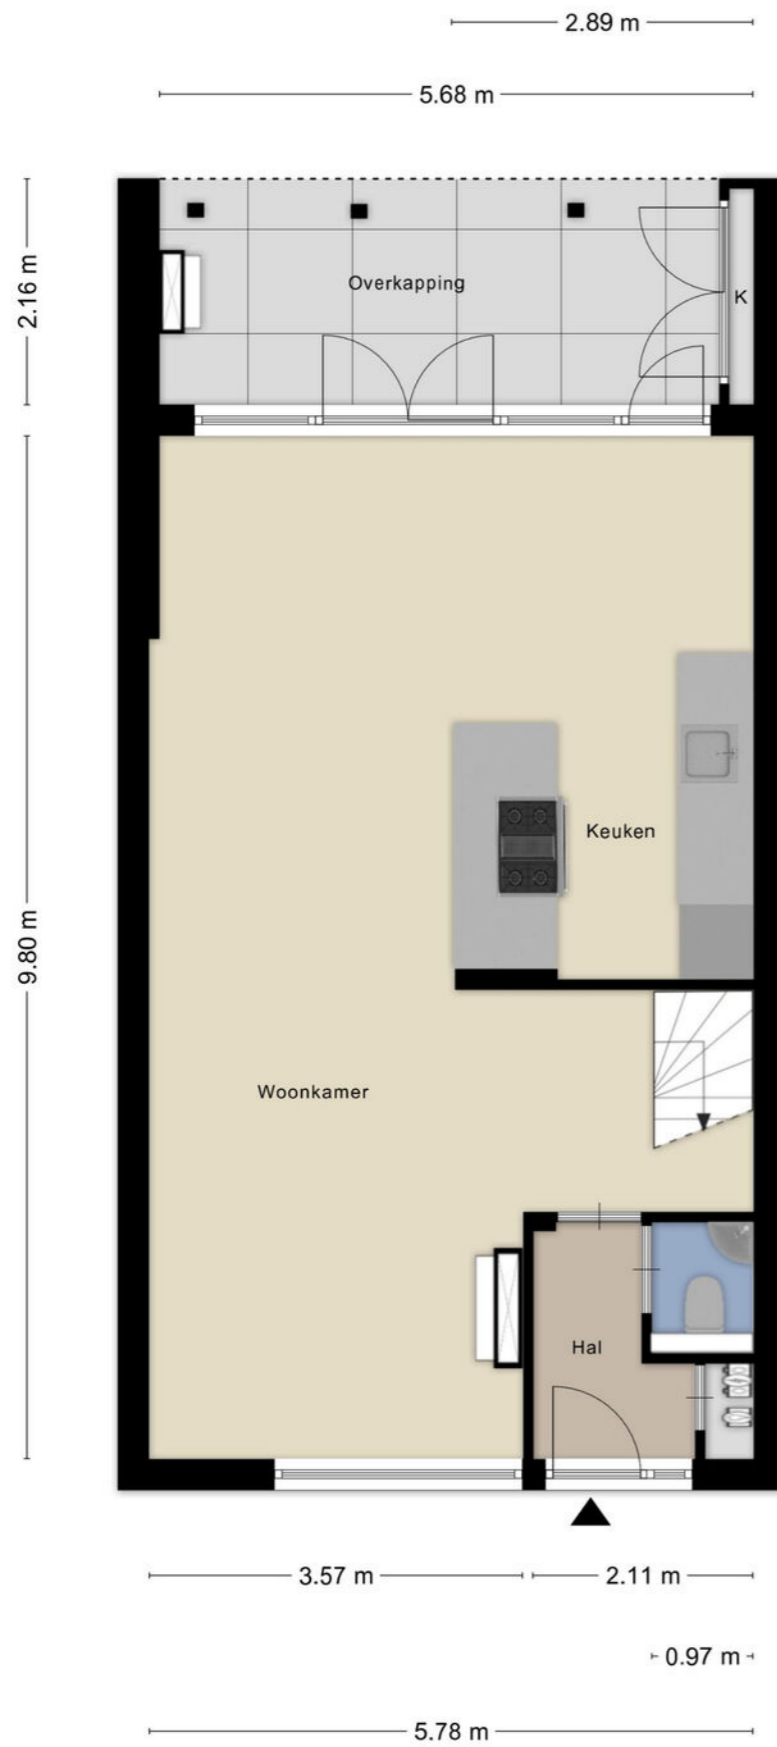 2.89 m
5.68 m
2.16 m
Overkapping
K
9.80 m
Keuken
Woonkamer
Hal
3.57 m
2.11 m
0.97 m
5.78 m